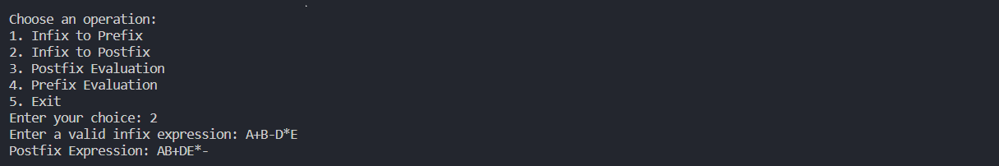 Choose an operation:
1. Infix to Prefix
2. Infix to Postfix
3. Postfix Evaluation
4. Prefix Evaluation
5. Exit
Enter your choice: 2
Enter a valid infix expression: A+B-D*E
Postfix Expression: AB+DE*-